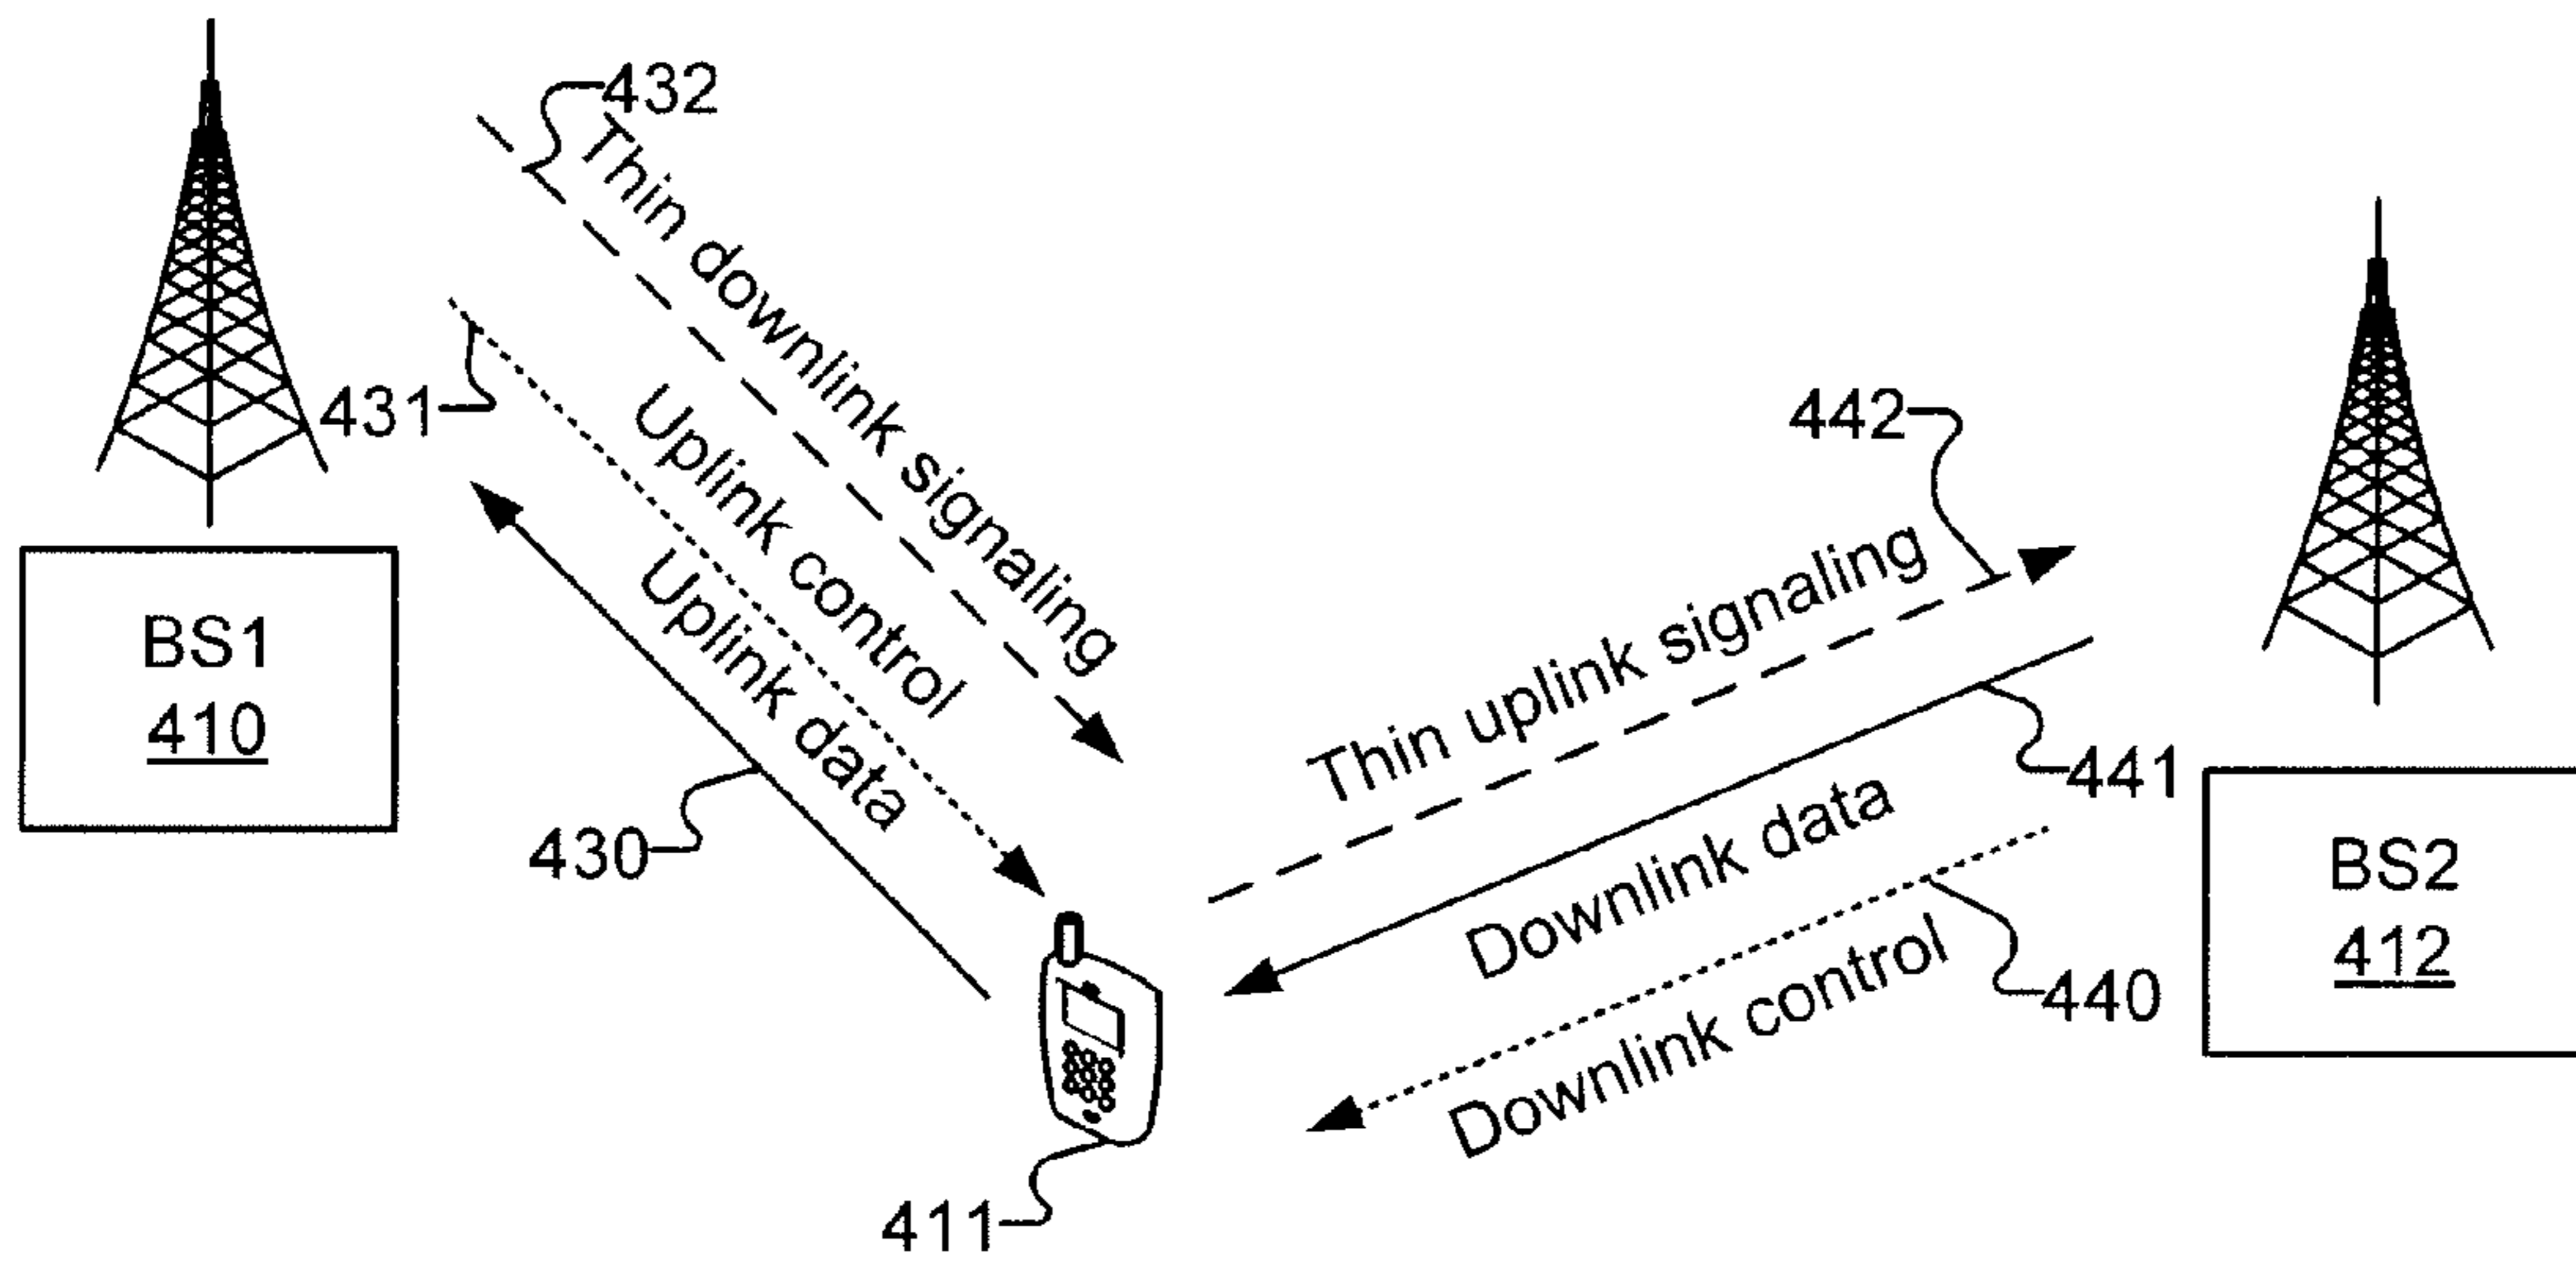 432
Thin downlink signaling
431
Uplink control
Uplink data
430
BS1
410
442
Thin uplink signaling
441
Downlink data
440
Downlink control
BS2
412
411